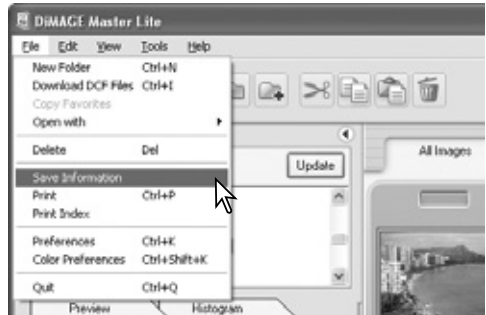 DiMAGE Master Lite
File Edit View Tools Help
New Folder Ctrl+N
Download DCF Files Ctrl+I
Copy Favorites
Open with
Delete Del
Save Information
Print Ctrl+P
Print Index
Preferences Ctrl+K
Color Preferences Ctrl+Shift+K
Quit Ctrl+Q
Update
All Images
Preview Histogram